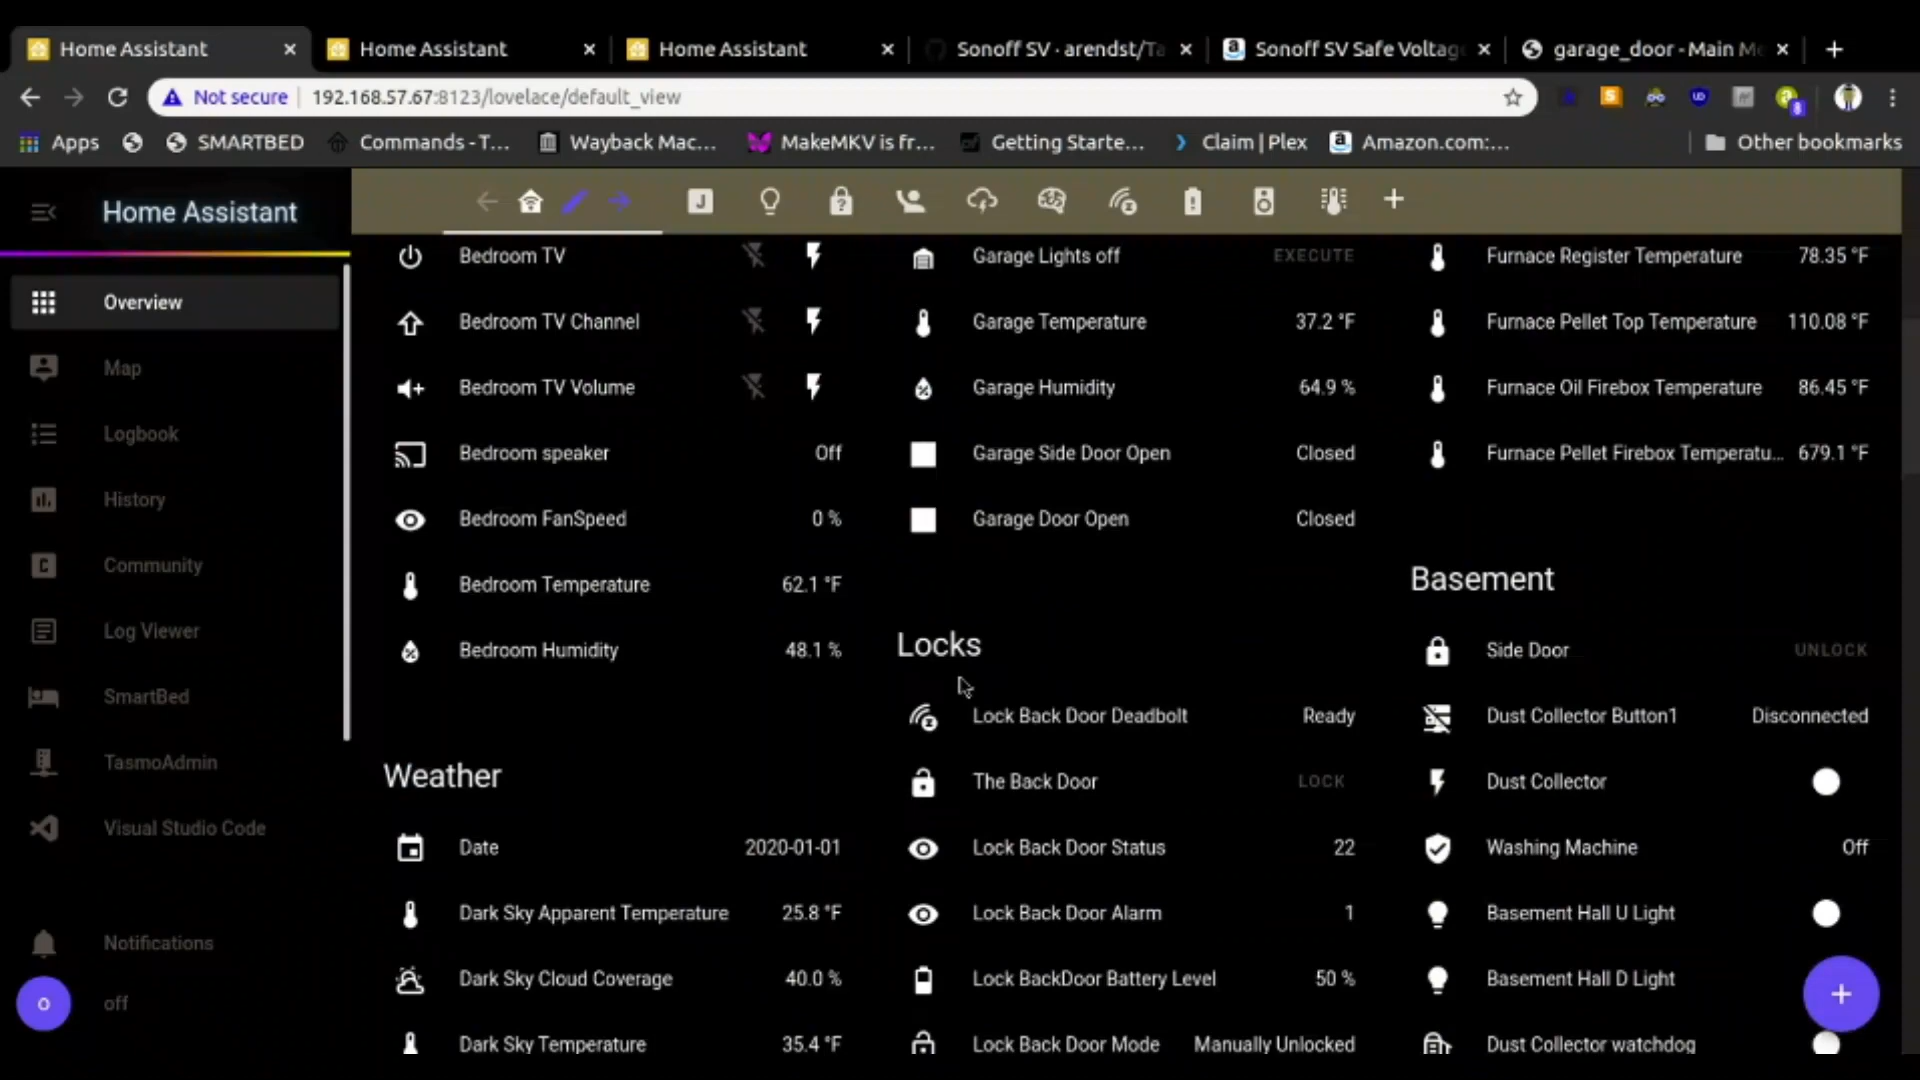 Home Assistant
Home Assistant
Home Assistant
Sonoff SV · arendst/Ta
Sonoff SV Safe Voltag
garage_door - Main Me
Not secure
192.168.57.67:8123/lovelace/default_view
8
Apps
SMARTBED
Commands - T...
Wayback Mac...
MakeMKV is fr...
Getting Starte...
Claim | Plex
Amazon.com:...
Other bookmarks
Home Assistant
J
Overview
Map
Logbook
History
Community
Log Viewer
SmartBed
TasmoAdmin
Visual Studio Code
Notifications
o off
Bedroom TV
Bedroom TV Channel
Bedroom TV Volume
Bedroom speaker Off
Bedroom FanSpeed 0 %
Bedroom Temperature 62.1 °F
Bedroom Humidity 48.1 %
Weather
Date 2020-01-01
Dark Sky Apparent Temperature 25.8 °F
Dark Sky Cloud Coverage 40.0 %
Dark Sky Temperature 35.4 °F
Garage Lights off EXECUTE
Garage Temperature 37.2 °F
Garage Humidity 64.9 %
Garage Side Door Open Closed
Garage Door Open Closed
Locks
Lock Back Door Deadbolt Ready
The Back Door LOCK
Lock Back Door Status 22
Lock Back Door Alarm 1
Lock BackDoor Battery Level 50 %
Lock Back Door Mode Manually Unlocked
Furnace Register Temperature 78.35 °F
Furnace Pellet Top Temperature 110.08 °F
Furnace Oil Firebox Temperature 86.45 °F
Furnace Pellet Firebox Temperatu... 679.1 °F
Basement
Side Door UNLOCK
Dust Collector Button1 Disconnected
Dust Collector
Washing Machine Off
Basement Hall U Light
Basement Hall D Light
Dust Collector watchdog